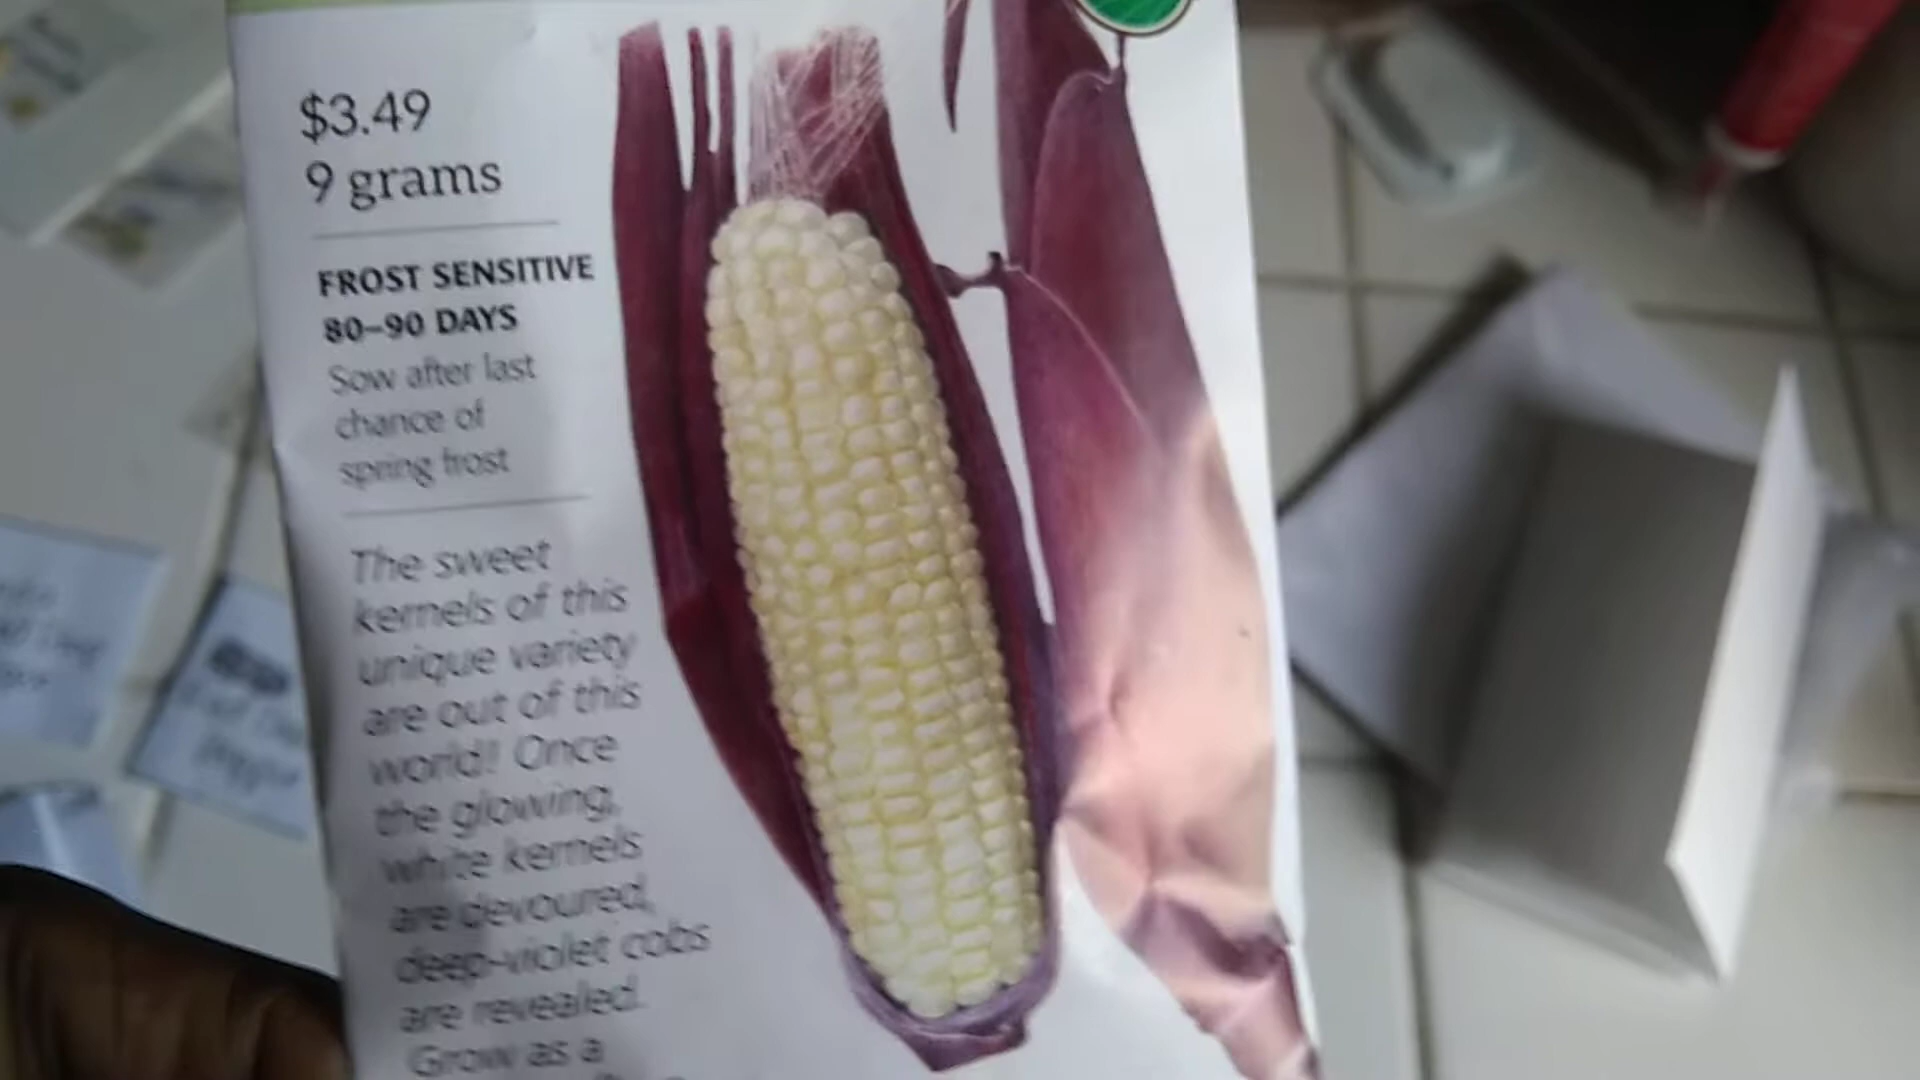 $3.49
9 grams
FROST SENSITIVE
80–90 DAYS
Sow after last
chance of
spring frost
The sweet
kernels of this
unique variety
are out of this
world! Once
the glowing,
white kernels
are devoured,
deep-violet cobs
are revealed.
Grow as a